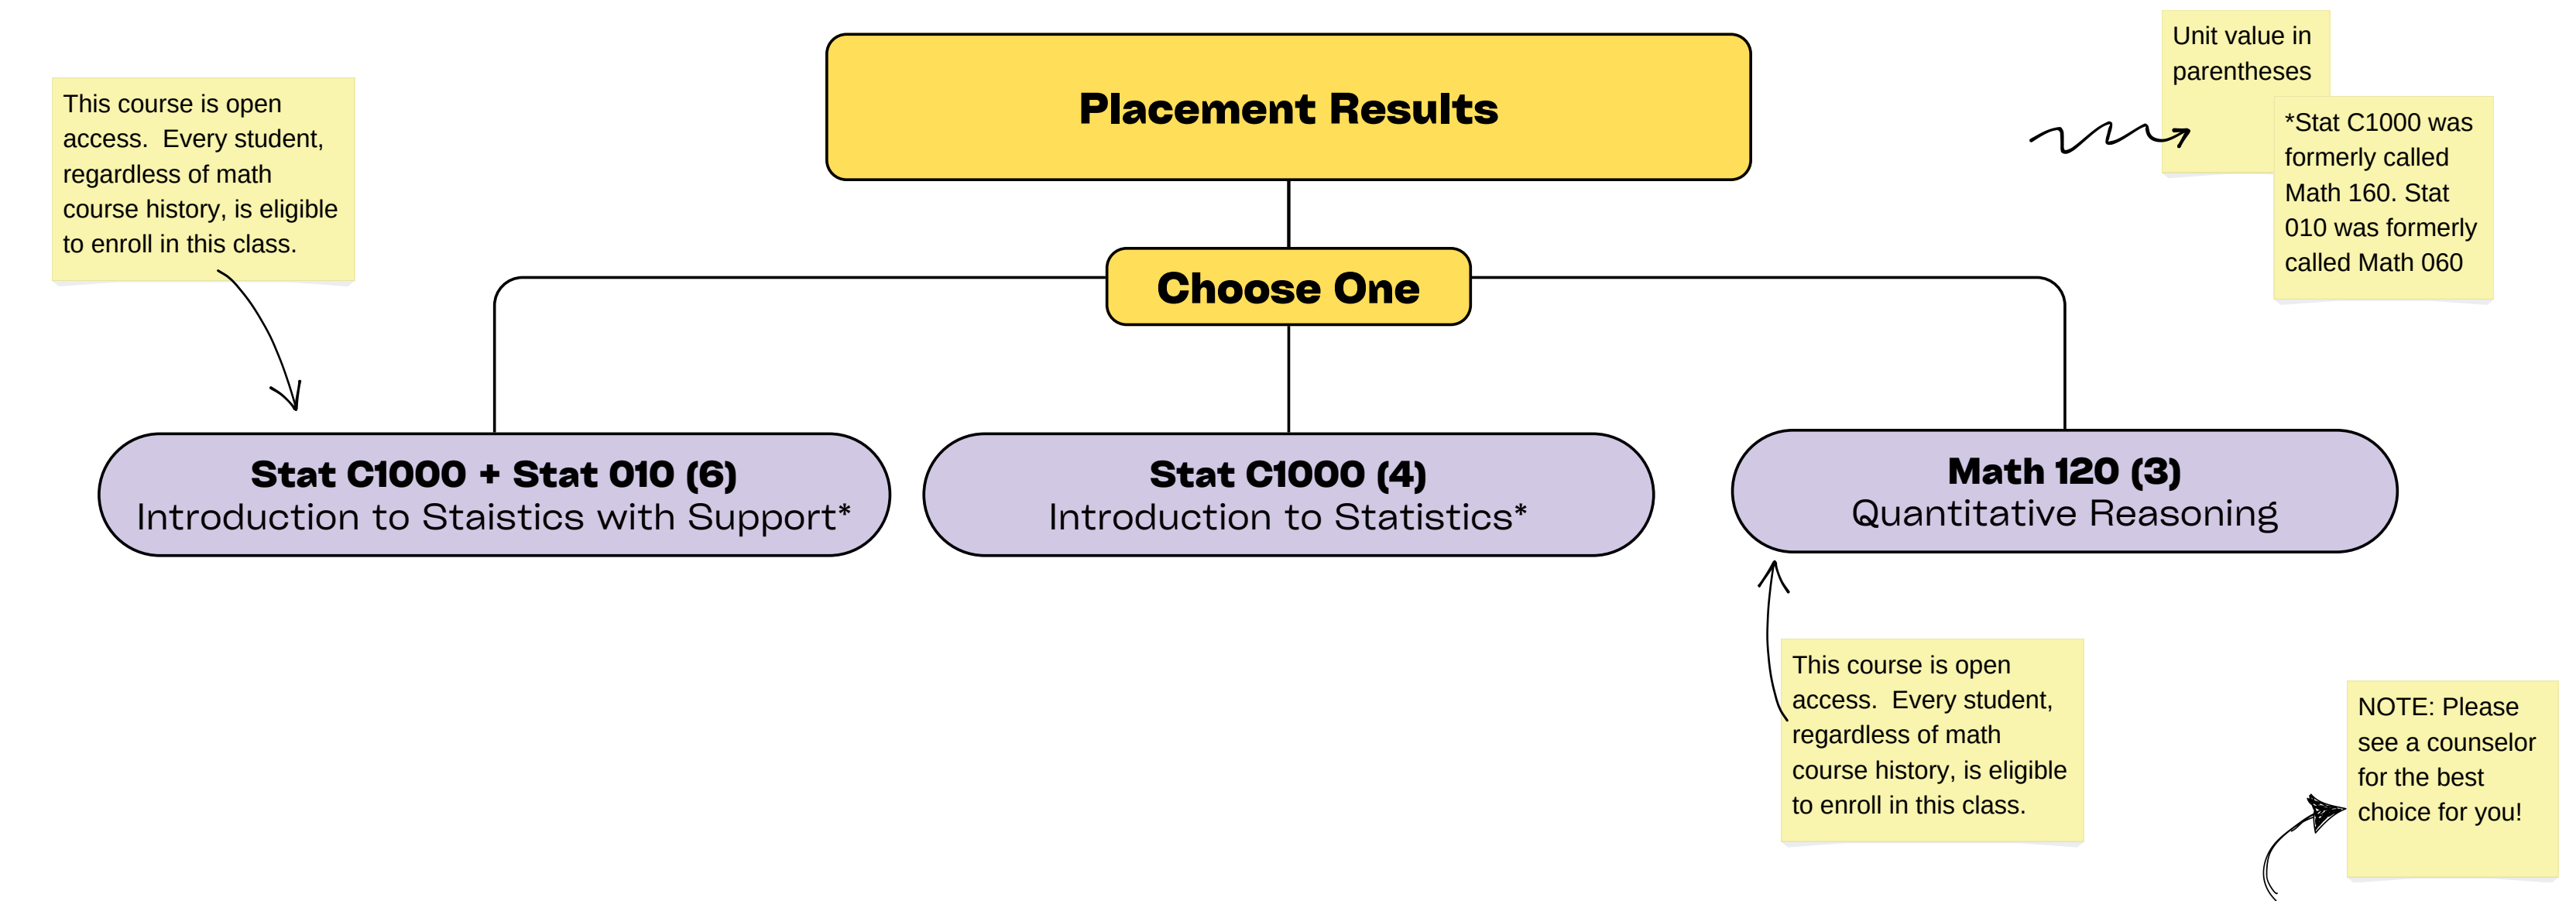 Placement Results
Unit value in
parentheses
This course is open
access.  Every student,
regardless of math
course history, is eligible
to enroll in this class.
*Stat C1000 was
formerly called
Math 160. Stat
010 was formerly
called Math 060
Choose One
Stat C1000 + Stat 010 (6)
Introduction to Staistics with Support*
Stat C1000 (4)
Introduction to Statistics*
Math 120 (3)
Quantitative Reasoning
This course is open
access.  Every student,
regardless of math
course history, is eligible
to enroll in this class.
NOTE: Please
see a counselor
for the best
choice for you!